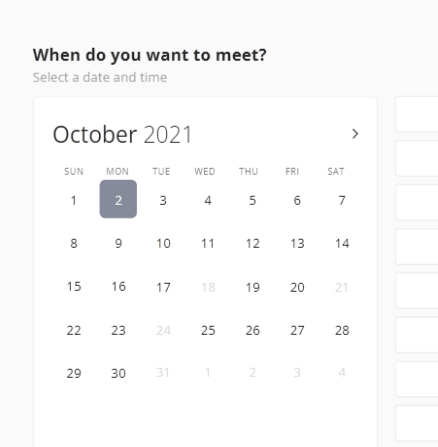 When do you want to meet?
Select a date and time
October 2021 >
SUN MON TUE WED THU FRI SAT
1 2 3 4 5 6 7
8 9 10 11 12 13 14
15 16 17 18 19 20 21
22 23 24 25 26 27 28
29 30 31 1 2 3 4